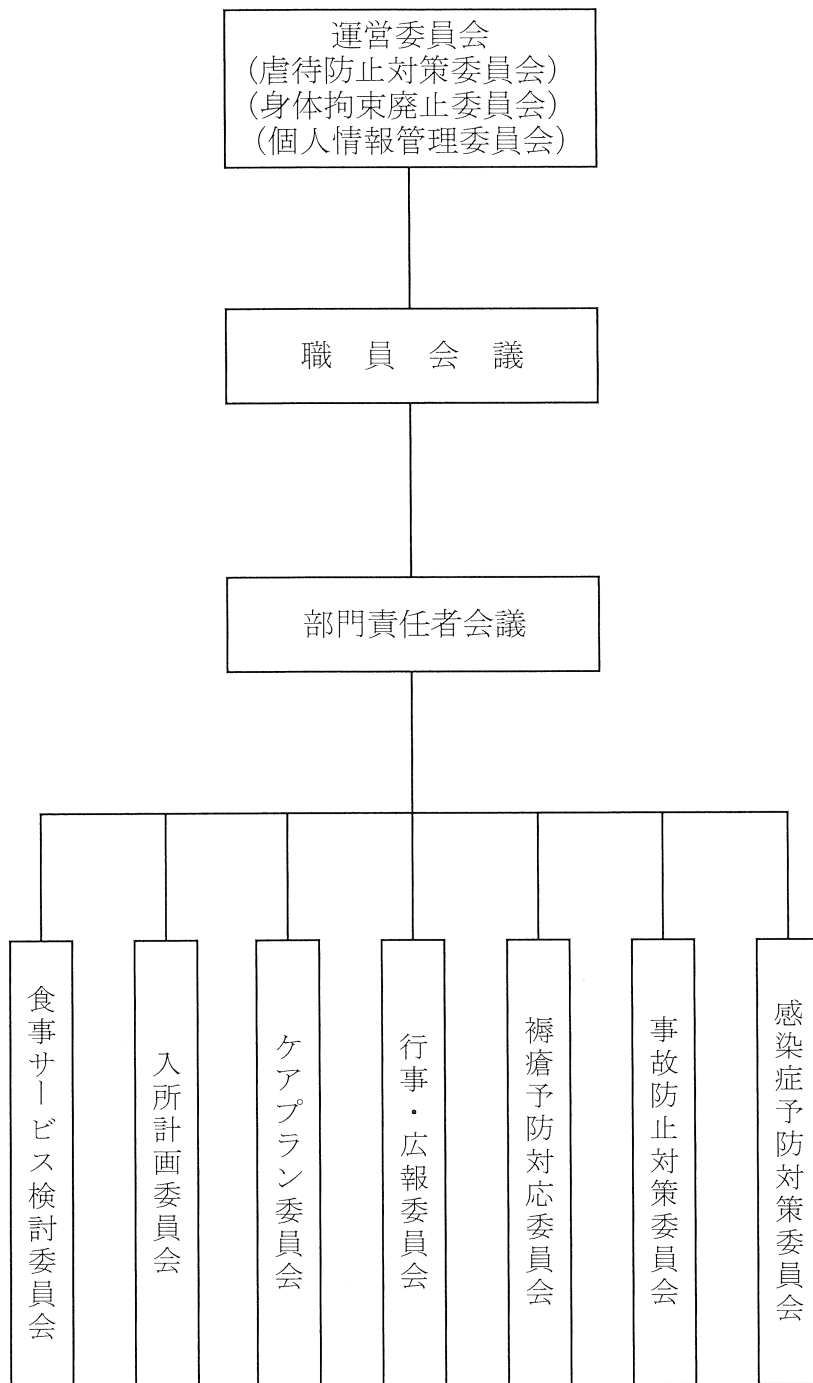 運営委員会
(虐待防止対策委員会)
(身体拘束廃止委員会)
(個人情報管理委員会)
職　員　会　議
部門責任者会議
食事サービス検討委員会
入所計画委員会
ケアプラン委員会
行事・広報委員会
褥瘡予防対応委員会
事故防止対策委員会
感染症予防対策委員会